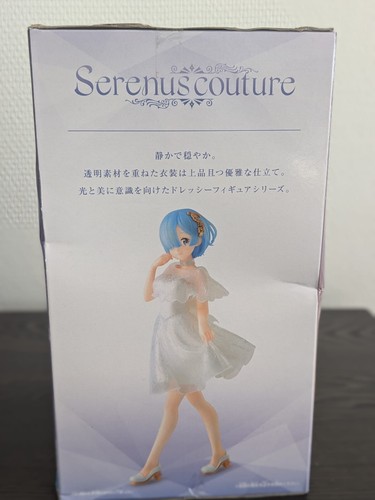 Serenus couture
静かで穏やか。
透明素材を重ねた衣装は上品且つ優雅な仕立て。
光と美に意識を向けたドレッシーフィギュアシリーズ。